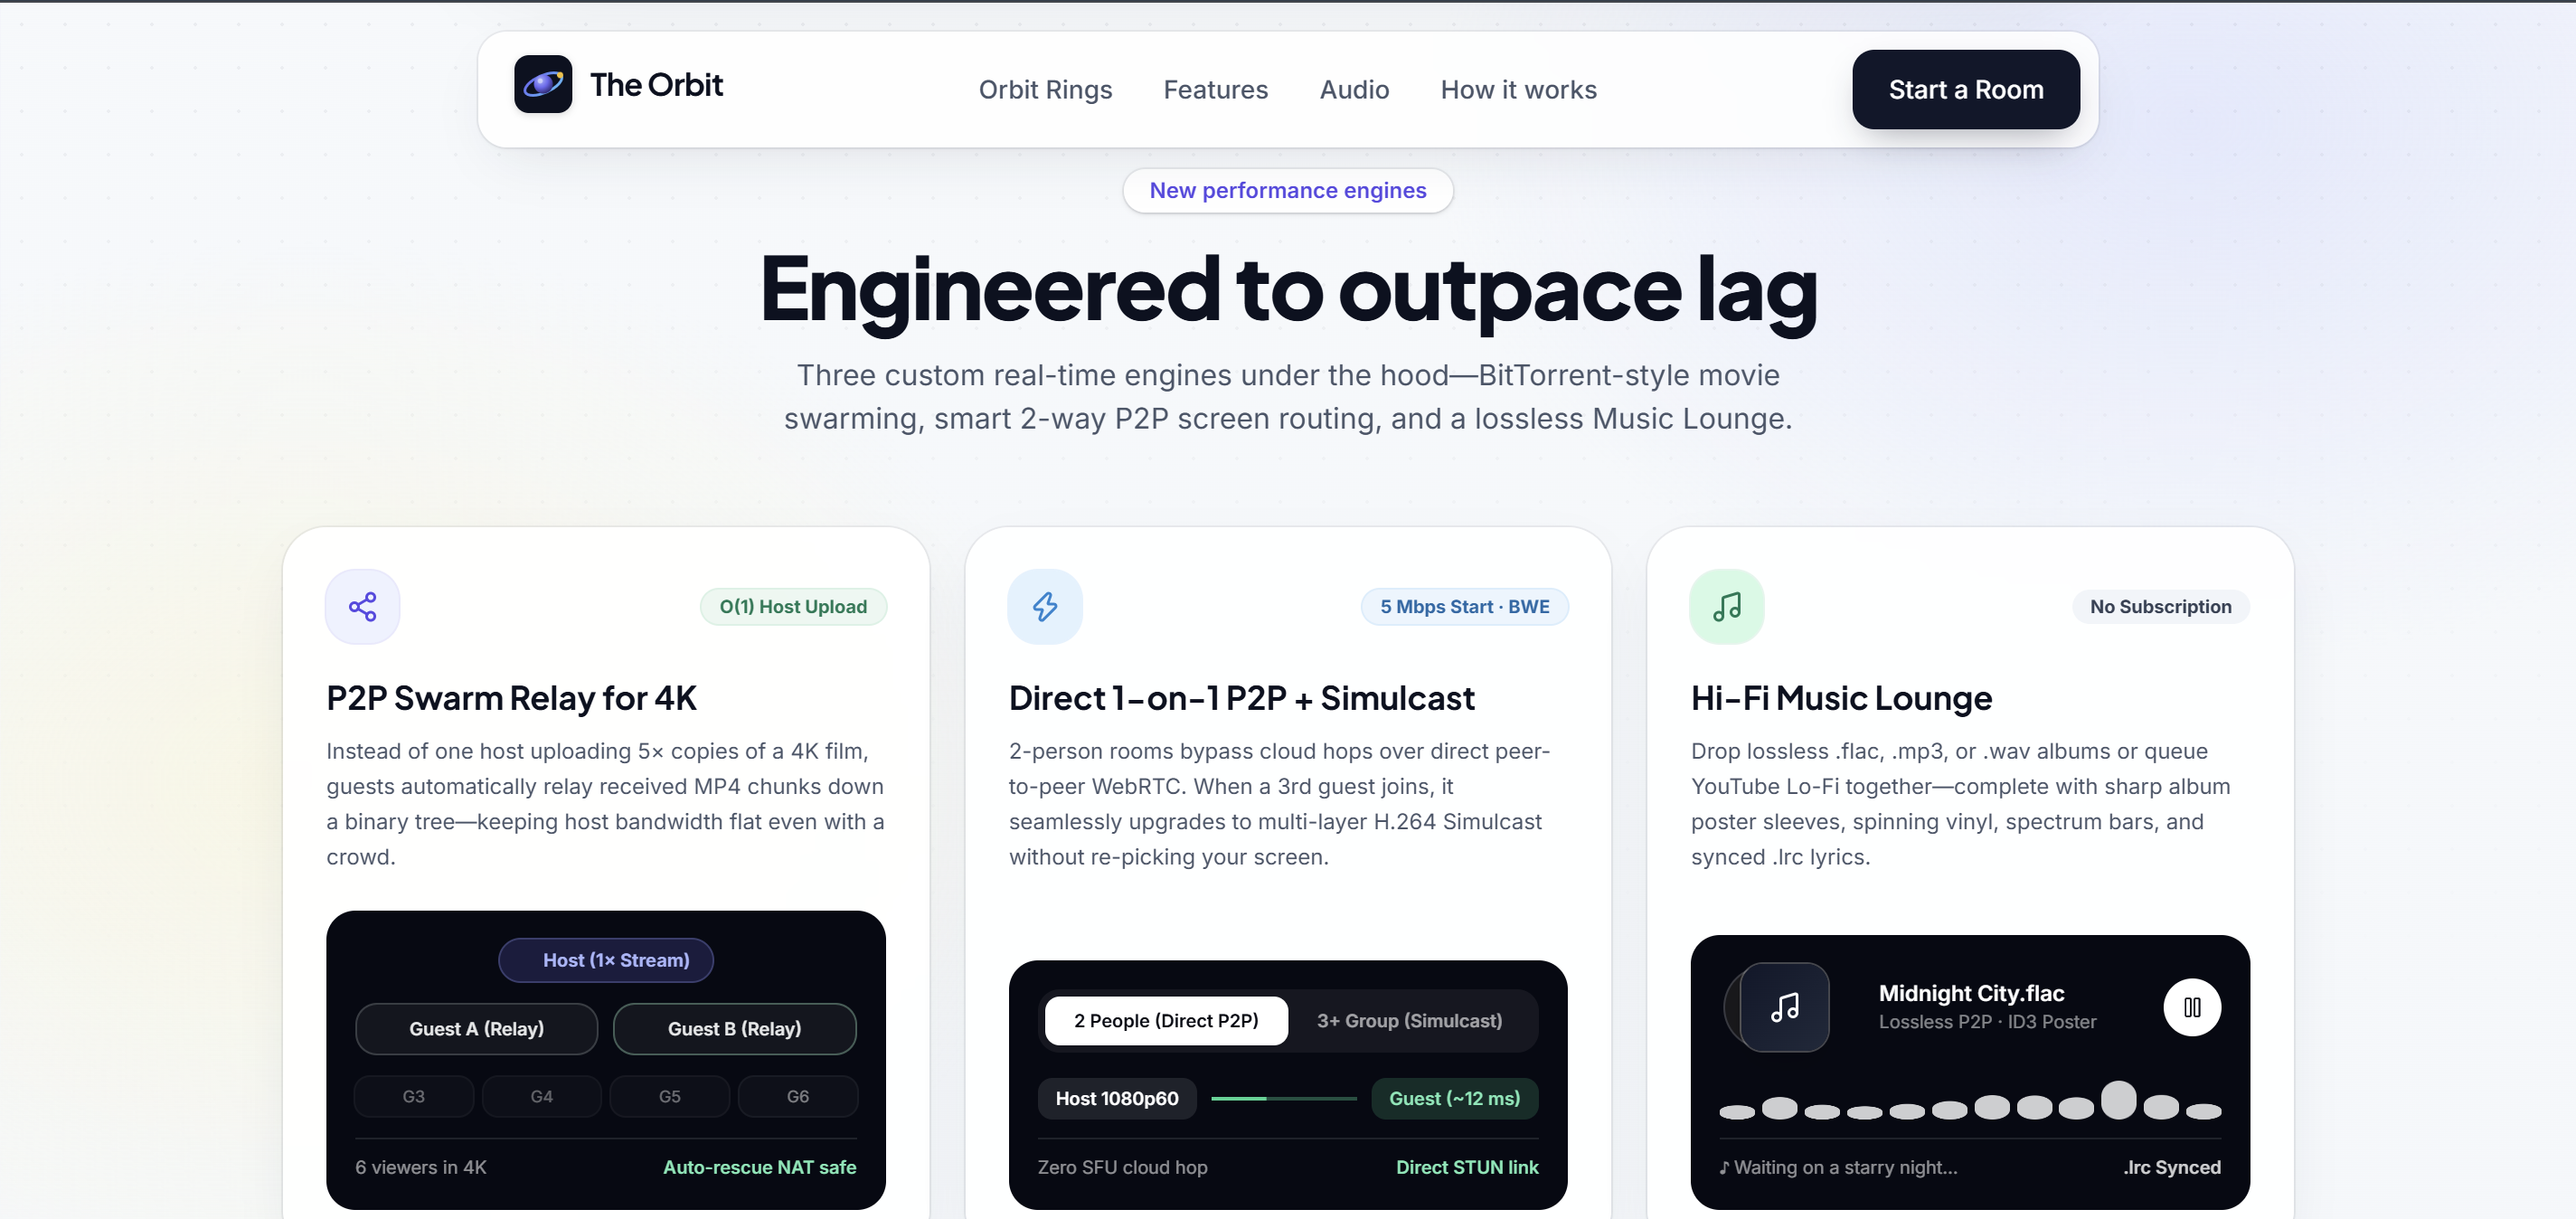 The Orbit
Orbit Rings
Features
Audio
How it works
Start a Room
New performance engines
Engineered to outpace lag
Three custom real-time engines under the hood—BitTorrent-style movie
swarming, smart 2-way P2P screen routing, and a lossless Music Lounge.
O(1) Host Upload
P2P Swarm Relay for 4K
Instead of one host uploading 5× copies of a 4K film,
guests automatically relay received MP4 chunks down
a binary tree—keeping host bandwidth flat even with a
crowd.
Host (1× Stream)
Guest A (Relay)
Guest B (Relay)
G3
G4
G5
G6
6 viewers in 4K
Auto-rescue NAT safe
5 Mbps Start · BWE
Direct 1-on-1 P2P + Simulcast
2-person rooms bypass cloud hops over direct peer-
to-peer WebRTC. When a 3rd guest joins, it
seamlessly upgrades to multi-layer H.264 Simulcast
without re-picking your screen.
2 People (Direct P2P)
3+ Group (Simulcast)
Host 1080p60
Guest (~12 ms)
Zero SFU cloud hop
Direct STUN link
No Subscription
Hi-Fi Music Lounge
Drop lossless .flac, .mp3, or .wav albums or queue
YouTube Lo-Fi together—complete with sharp album
poster sleeves, spinning vinyl, spectrum bars, and
synced .lrc lyrics.
Midnight City.flac
Lossless P2P · ID3 Poster
♪ Waiting on a starry night...
.lrc Synced